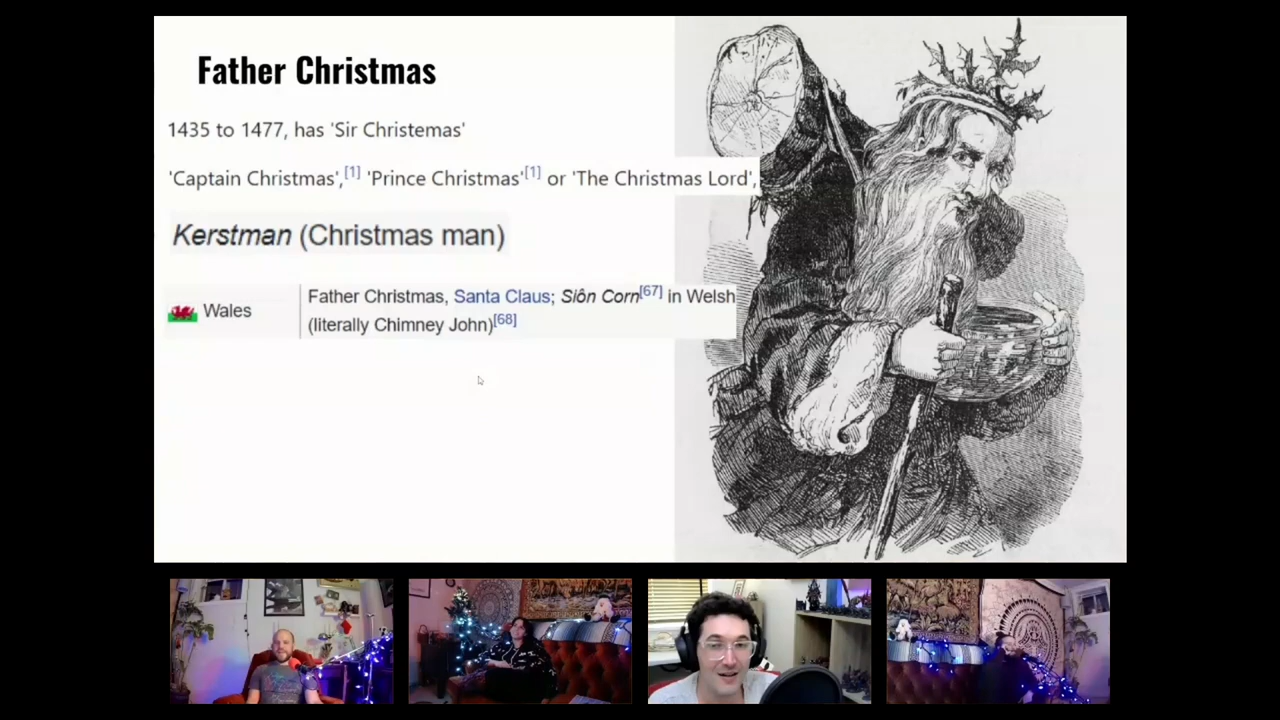 Father Christmas
1435 to 1477, has 'Sir Christemas'
'Captain Christmas',[1] 'Prince Christmas'[1] or 'The Christmas Lord',
Kerstman (Christmas man)
Wales
Father Christmas, Santa Claus; Siôn Corn[67] in Welsh
(literally Chimney John)[68]